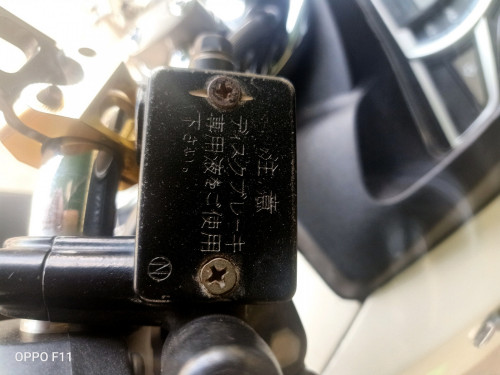 注意
ディスクブレーキ
専用液をご使用
下さい。
N
OPPO F11